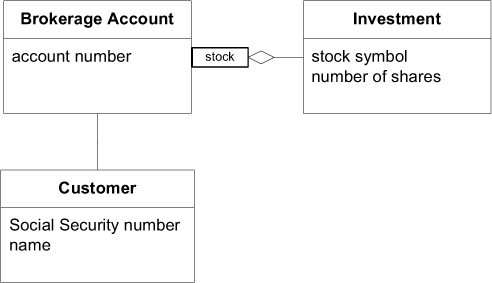 Brokerage Account
account number
stock
Investment
stock symbol
number of shares
Customer
Social Security number
name